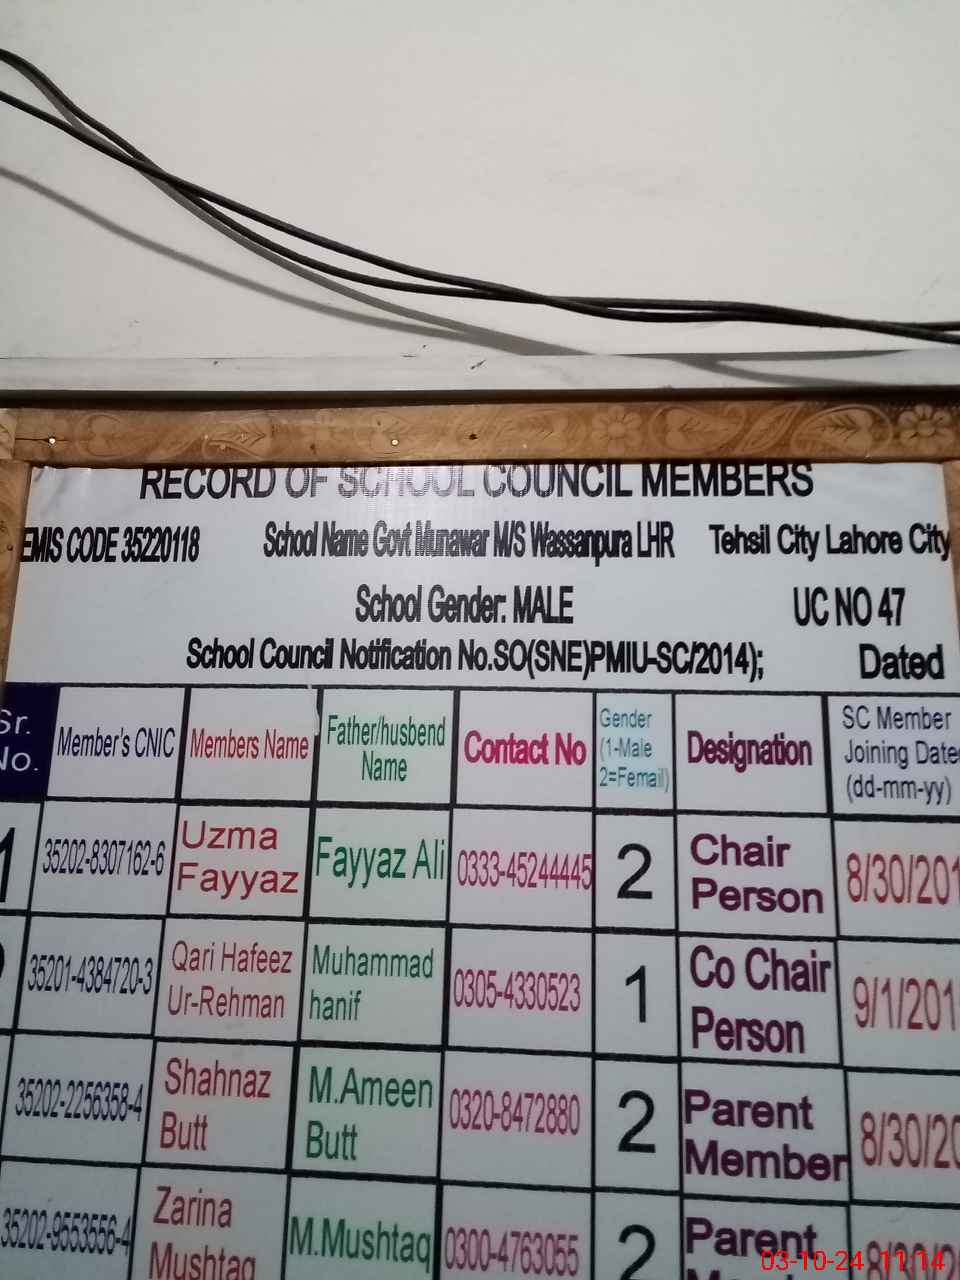 RECORD OF SCHOOL COUNCIL MEMBERS
EMIS CODE 35220118 School Name Govt Munawar M/S Wassanpura LHR Tehsil City Lahore City
School Gender: MALE UC NO 47
School Council Notification No.SO(SNE)PMIU-SC/2014); Dated
Sr. No. Member's CNIC Members Name Father/husbend Name Contact No Gender (1-Male 2=Femail) Designation SC Member Joining Date (dd-mm-yy)
1 35202-8307162-6 Uzma Fayyaz Fayyaz Ali 0333-45244445 2 Chair Person 8/30/201
35201-4384720-3 Qari Hafeez Ur-Rehman Muhammad hanif 0305-4330523 1 Co Chair Person 9/1/201
35202-2256358-4 Shahnaz Butt M.Ameen Butt 0320-8472880 2 Parent Member 8/30/20
35202-9553556-4 Zarina Mushtaq M.Mushtaq 0300-4763055 2 Parent
03-10-24 11:14